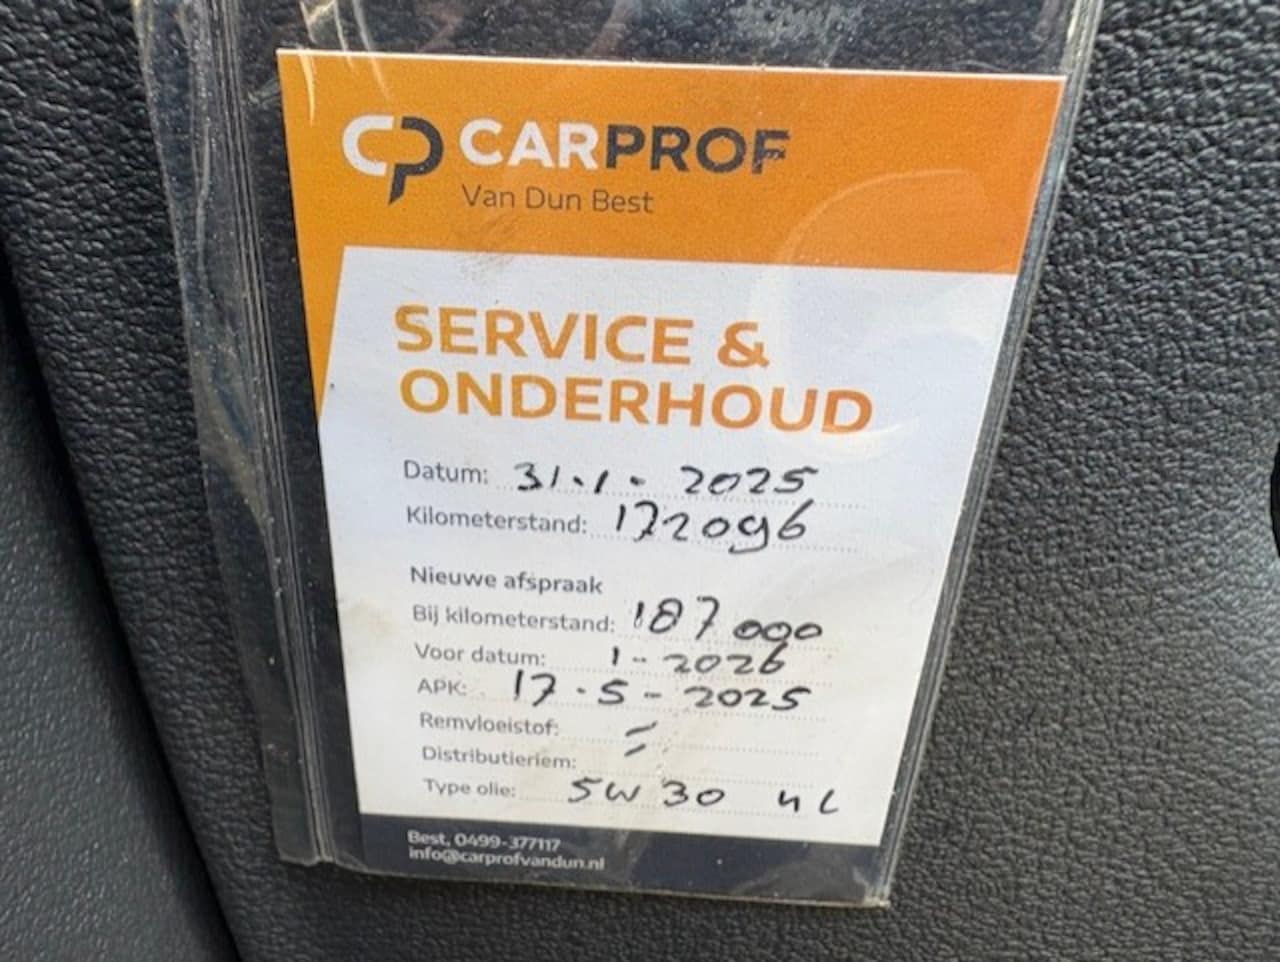 CP CARPROF
Van Dun Best
SERVICE &
ONDERHOUD
Datum: 31.1 - 2025
Kilometerstand: 172096
Nieuwe afspraak
Bij kilometerstand: 187000
Voor datum: 1-2026
APK: 17.5-2025
Remvloeistof: =
Distributieriem:
Type olie: 5W30 4L
Best, 0499-377117
info@carprofvandun.nl